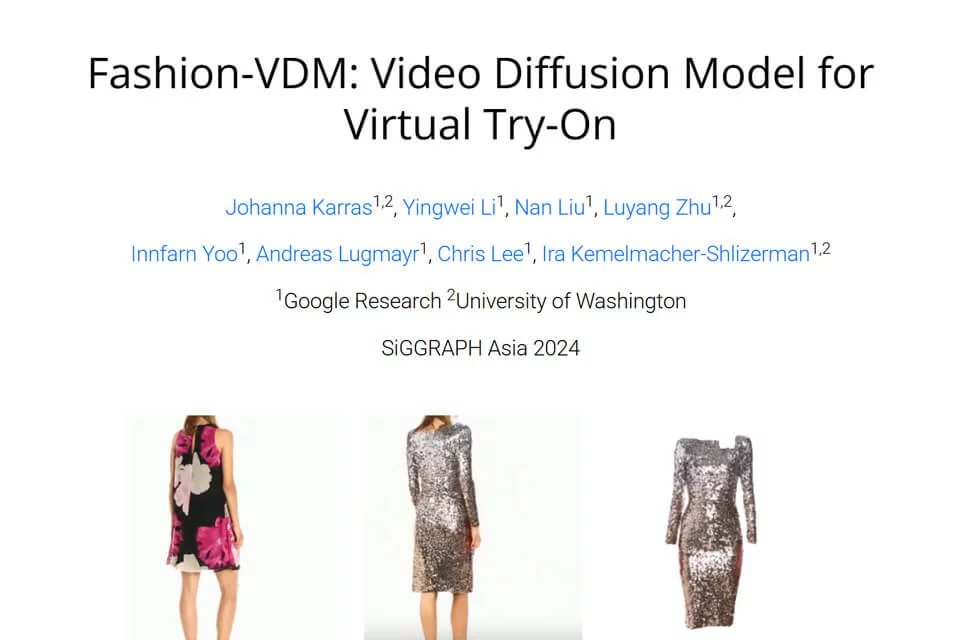 Fashion-VDM: Video Diffusion Model for
Virtual Try-On
Johanna Karras1,2, Yingwei Li1, Nan Liu1, Luyang Zhu1,2,
Innfarn Yoo1, Andreas Lugmayr1, Chris Lee1, Ira Kemelmacher-Shlizerman1,2
1Google Research 2University of Washington
SiGGRAPH Asia 2024